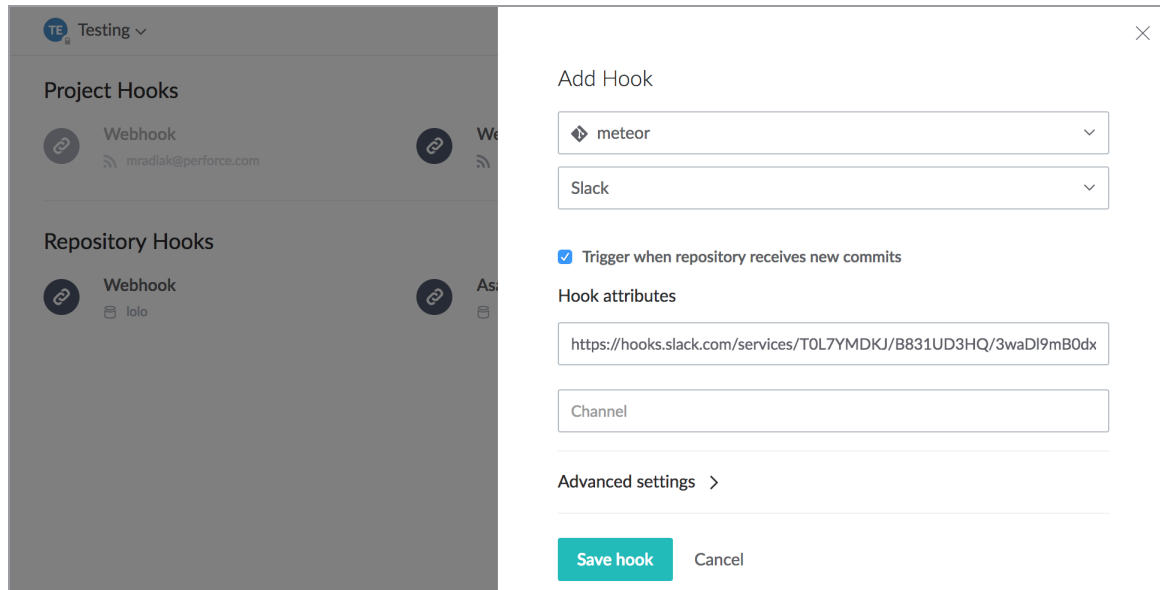 TE Testing
Project Hooks
Webhook
mradlak@perforce.com
Repository Hooks
Webhook
lolo
Add Hook
meteor
Slack
Trigger when repository receives new commits
Hook attributes
https://hooks.slack.com/services/T0L7YMDKJ/B831UD3HQ/3waDl9mB0dx
Channel
Advanced settings
Save hook Cancel